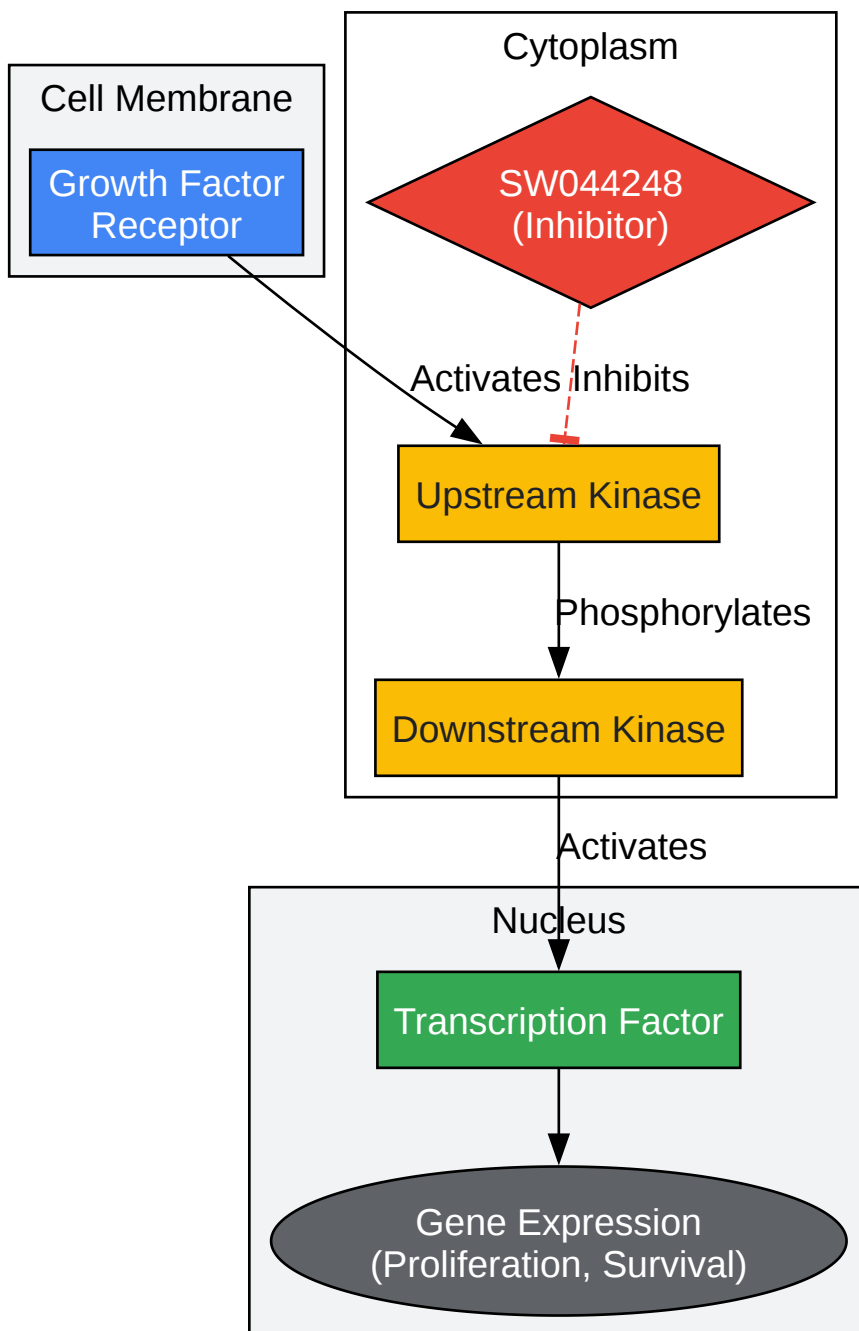 Cytoplasm
Cell Membrane
Growth Factor
Receptor
SW044248
(Inhibitor)
Activates
Inhibits
Upstream Kinase
Phosphorylates
Downstream Kinase
Activates
Nucleus
Transcription Factor
Gene Expression
(Proliferation, Survival)